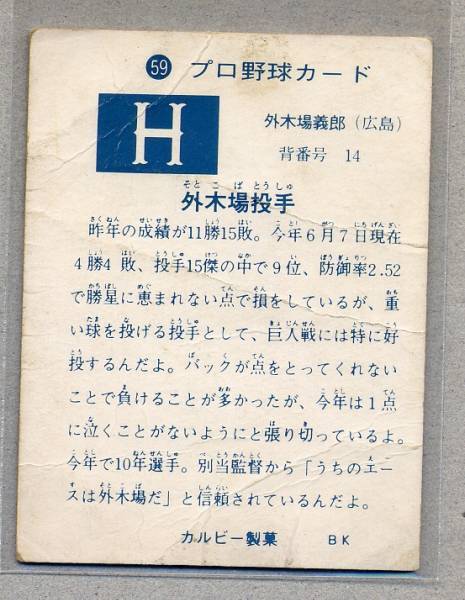 59 プロ野球カード
H
外木場義郎（広島）
背番号 14
そとこばとうしゅ
外木場投手
昨年の成績が11勝15敗。今年6月7日現在
4勝4敗、投手15傑の中で9位、防御率2.52
で勝星に恵まれない点で損をしているが、重
い球を投げる投手として、巨人戦には特に好
投するんだよ。バックが点をとってくれない
ことで負けることが多かったが、今年は1点
に泣くことがないようにと張り切っているよ。
今年で10年選手。別当監督から「うちのエー
スは外木場だ」と信頼されているんだよ。
カルビー製菓 BK